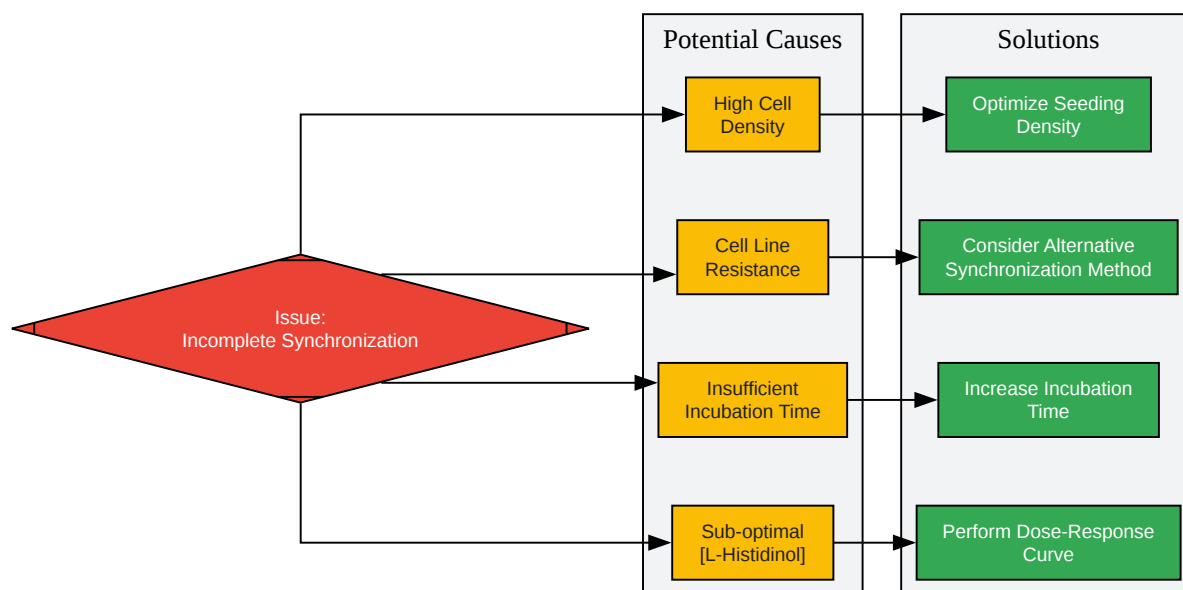 Potential Causes
Solutions
High Cell
Density
Optimize Seeding
Density
Cell Line
Resistance
Consider Alternative
Synchronization Method
Issue:
Incomplete Synchronization
Insufficient
Incubation Time
Increase Incubation
Time
Sub-optimal
[L-Histidinol]
Perform Dose-Response
Curve